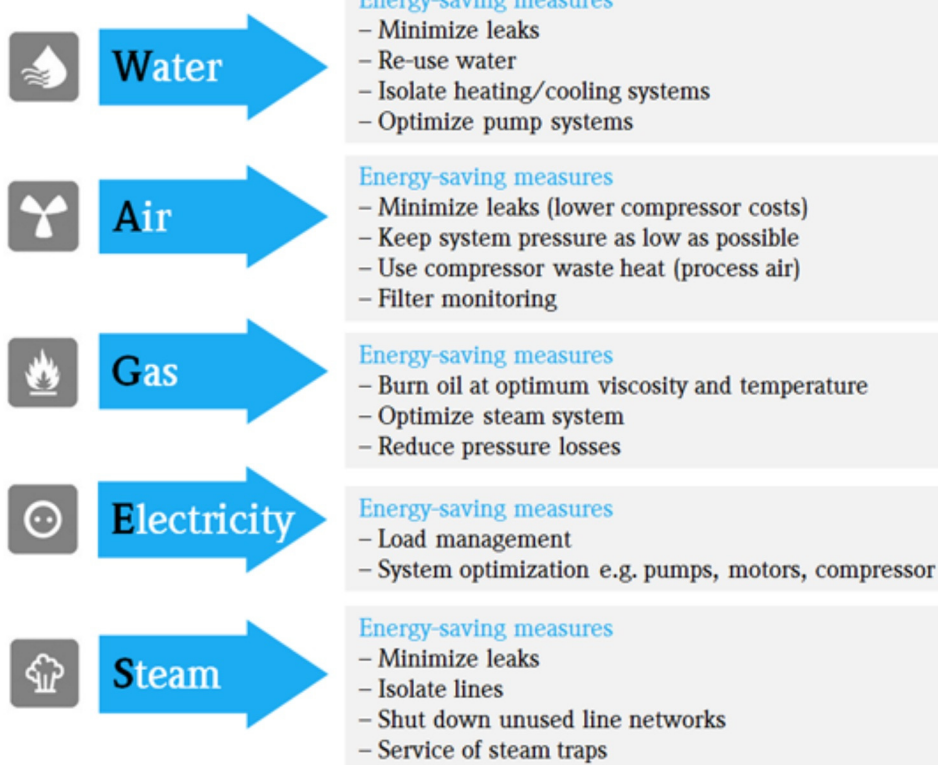 Energy-saving measures
Water
– Minimize leaks
– Re-use water
– Isolate heating/cooling systems
– Optimize pump systems
Air
Energy-saving measures
– Minimize leaks (lower compressor costs)
– Keep system pressure as low as possible
– Use compressor waste heat (process air)
– Filter monitoring
Gas
Energy-saving measures
– Burn oil at optimum viscosity and temperature
– Optimize steam system
– Reduce pressure losses
Electricity
Energy-saving measures
– Load management
– System optimization e.g. pumps, motors, compressor
Steam
Energy-saving measures
– Minimize leaks
– Isolate lines
– Shut down unused line networks
– Service of steam traps